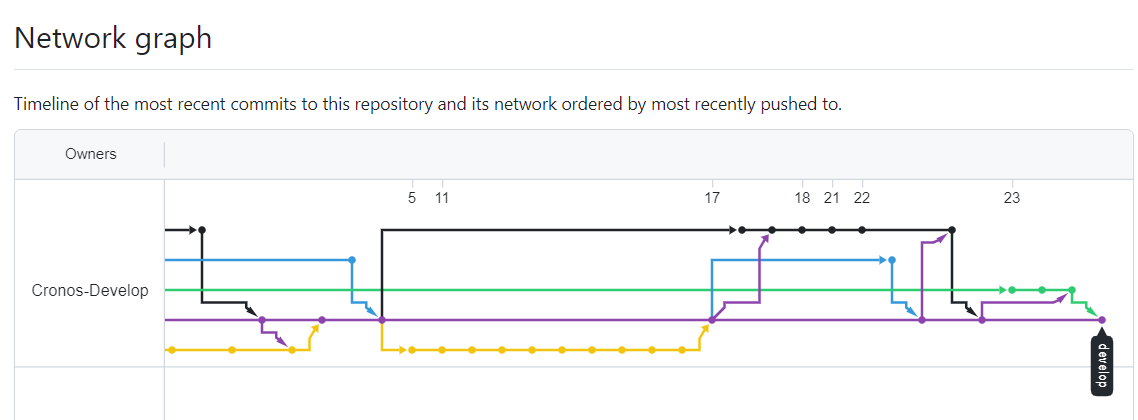 Network graph
Timeline of the most recent commits to this repository and its network ordered by most recently pushed to.
Owners
5 11 17 18 21 22 23
Cronos-Develop
develop